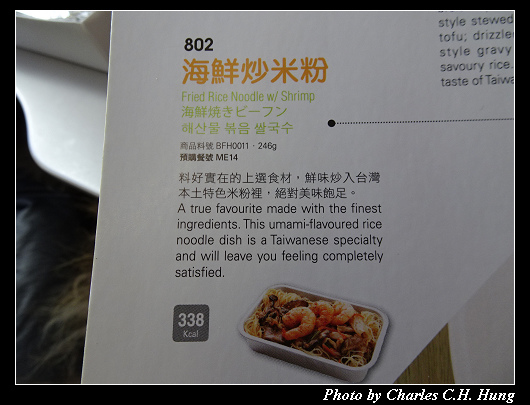 802
海鮮炒米粉
Fried Rice Noodle w/ Shrimp
海鮮焼きビーフン
해산물 볶음 쌀국수
商品料號 BFH0011．246g
預購餐號 ME14
料好實在的上選食材，鮮味炒入台灣
本土特色米粉裡，絕對美味飽足。
A true favourite made with the finest
ingredients. This umami-flavoured rice
noodle dish is a Taiwanese specialty
and will leave you feeling completely
satisfied.
338
Kcal
style stewed
tofu; drizzle
style gravy
savoury rice.
taste of Taiwa
Photo by Charles C.H. Hung